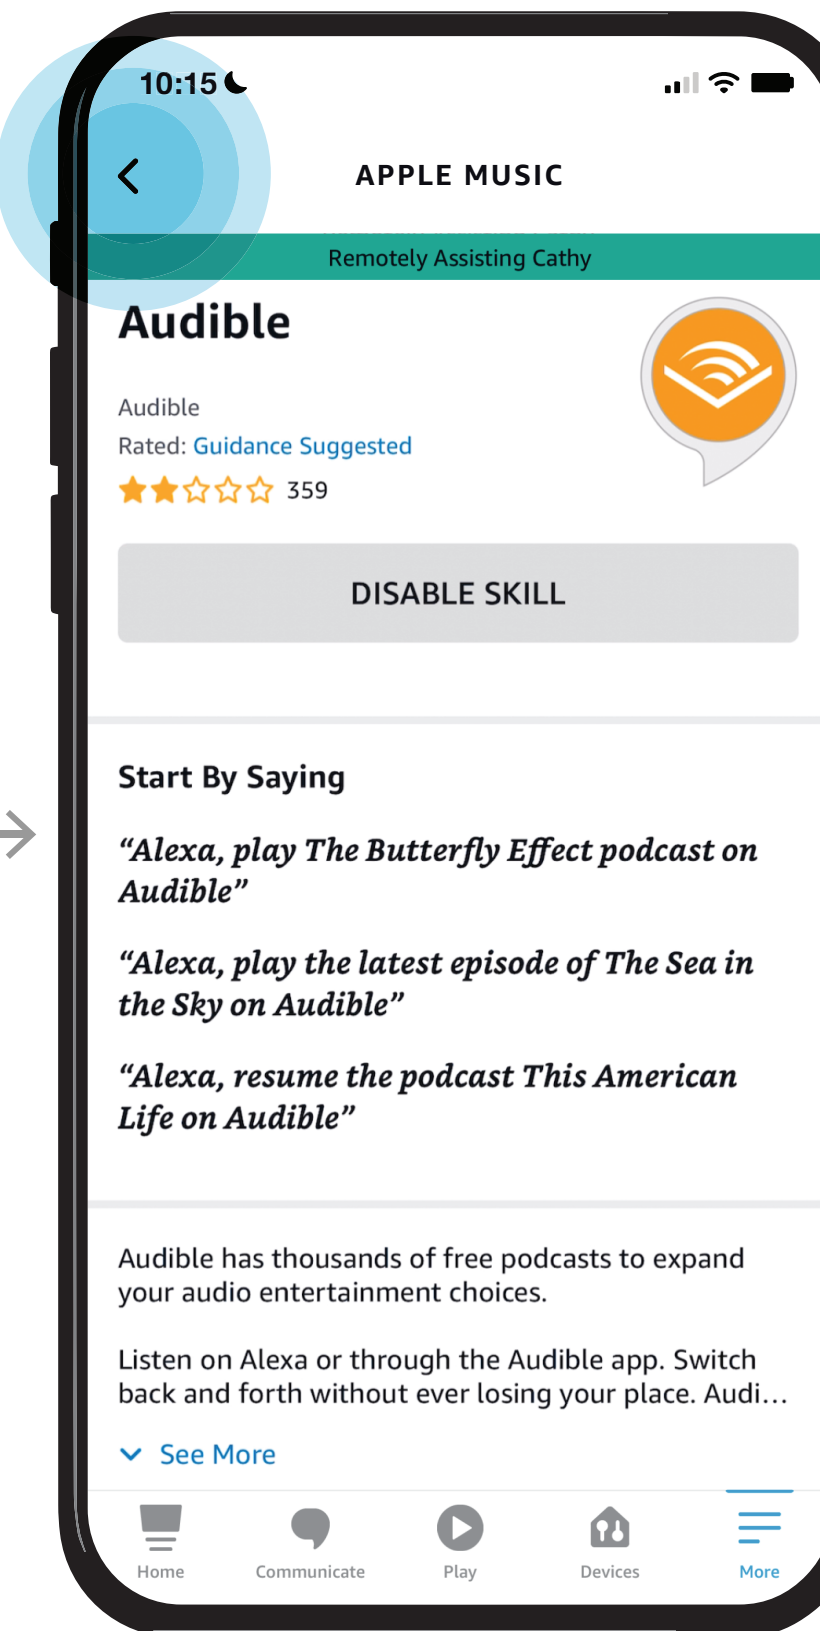 10:15
APPLE MUSIC
Remotely Assisting Cathy
Audible
Audible
Rated: Guidance Suggested
359
DISABLE SKILL
Start By Saying
“Alexa, play The Butterfly Effect podcast on
Audible”
“Alexa, play the latest episode of The Sea in
the Sky on Audible”
“Alexa, resume the podcast This American
Life on Audible”
Audible has thousands of free podcasts to expand
your audio entertainment choices.
Listen on Alexa or through the Audible app. Switch
back and forth without ever losing your place. Audi...
See More
Home Communicate Play Devices More